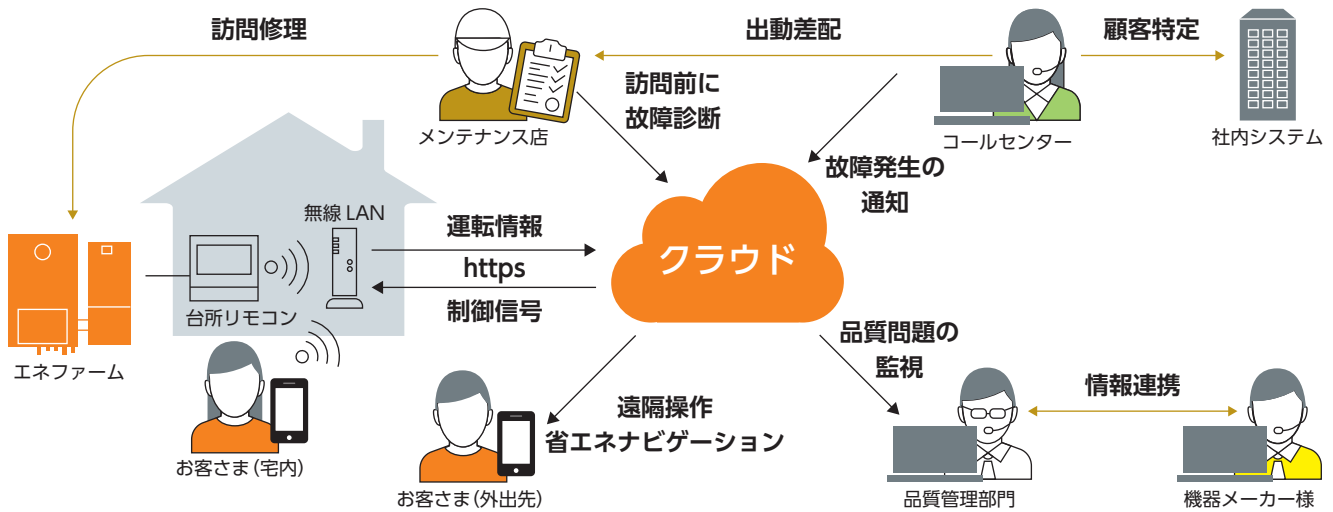 訪問修理
出動差配
顧客特定
訪問前に
故障診断
メンテナンス店
コールセンター
社内システム
故障発生の
通知
無線 LAN
運転情報
https
制御信号
クラウド
台所リモコン
エネファーム
品質問題の
監視
情報連携
遠隔操作
省エネナビゲーション
お客さま(宅内)
お客さま(外出先)
品質管理部門
機器メーカー様